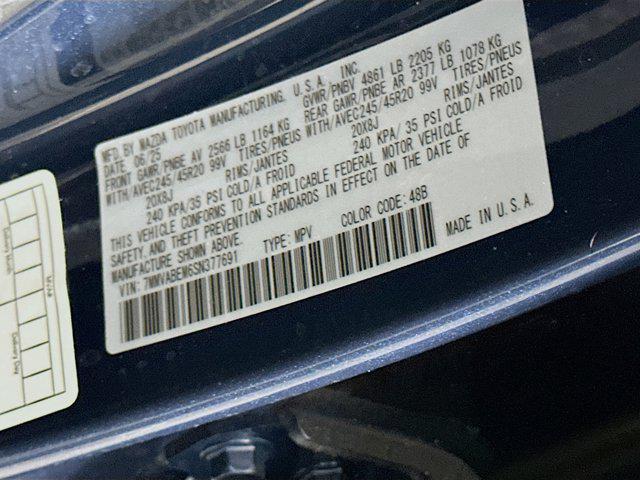 MFD. BY MAZDA TOYOTA MANUFACTURING. U.S.A. INC.
DATE: 06/25 GVWR/PNBV 4861 LB 2205 KG
FRONT GAWR/PNBE AV 2566 LB 1164 KG REAR GAWR/PNBE AR 2377 LB 1078 KG
WITH/AVEC245/45R20 99V TIRES/PNEUS WITH/AVEC245/45R20 99V TIRES/PNEUS
20X8J RIMS/JANTES 20X8J RIMS/JANTES
240 KPA/35 PSI COLD/A FROID 240 KPA/ 35 PSI COLD/A FROID
THIS VEHICLE CONFORMS TO ALL APPLICABLE FEDERAL MOTOR VEHICLE
SAFETY, AND THEFT PREVENTION STANDARDS IN EFFECT ON THE DATE OF
MANUFACTURE SHOWN ABOVE.
VIN: 7MMVABEM6SN377691 TYPE: MPV COLOR CODE: 48B
MADE IN U.S.A.
Delivery Day